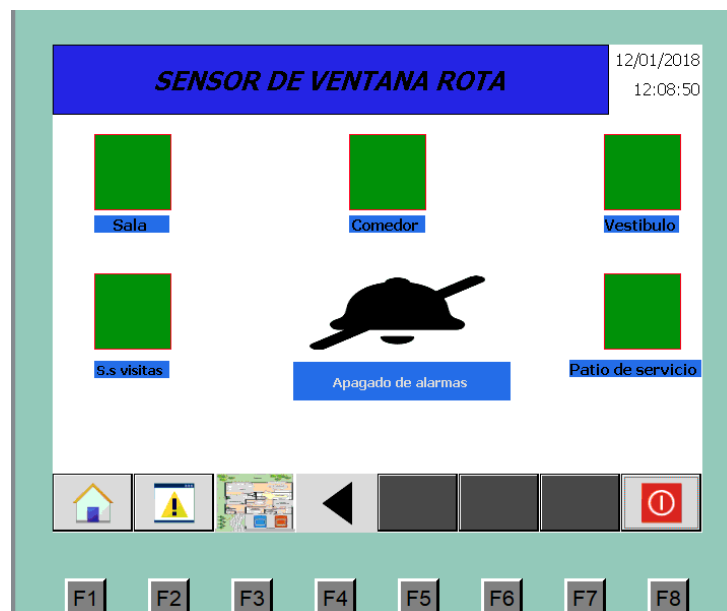 SENSOR DE VENTANA ROTA
12/01/2018
12:08:50
Sala
Comedor
Vestibulo
S.s visitas
Apagado de alarmas
Patio de servicio
F1 F2 F3 F4 F5 F6 F7 F8